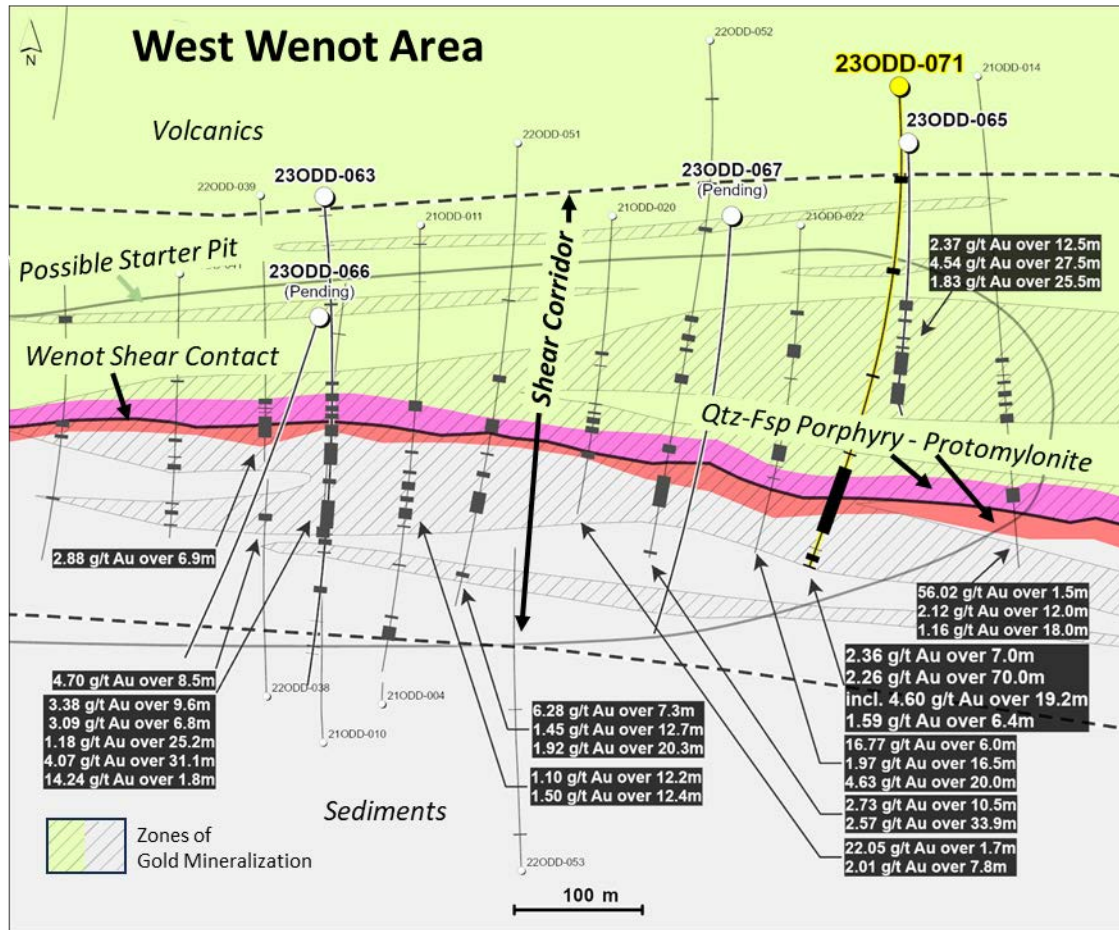 West Wenot Area
N
22ODD-052
23ODD-071
21ODD-014
Volcanics
22ODD-051
23ODD-065
22ODD-039
23ODD-063
23ODD-067
(Pending)
21ODD-011
21ODD-020
21ODD-022
Possible Starter Pit
23ODD-066
(Pending)
2.37 g/t Au over 12.5m
4.54 g/t Au over 27.5m
1.83 g/t Au over 25.5m
Shear Corridor
Wenot Shear Contact
Qtz-Fsp Porphyry - Protomylonite
2.88 g/t Au over 6.9m
56.02 g/t Au over 1.5m
2.12 g/t Au over 12.0m
1.16 g/t Au over 18.0m
2.36 g/t Au over 7.0m
2.26 g/t Au over 70.0m
incl. 4.60 g/t Au over 19.2m
1.59 g/t Au over 6.4m
4.70 g/t Au over 8.5m
3.38 g/t Au over 9.6m
3.09 g/t Au over 6.8m
1.18 g/t Au over 25.2m
4.07 g/t Au over 31.1m
14.24 g/t Au over 1.8m
22ODD-038
21ODD-004
21ODD-010
6.28 g/t Au over 7.3m
1.45 g/t Au over 12.7m
1.92 g/t Au over 20.3m
1.10 g/t Au over 12.2m
1.50 g/t Au over 12.4m
16.77 g/t Au over 6.0m
1.97 g/t Au over 16.5m
4.63 g/t Au over 20.0m
2.73 g/t Au over 10.5m
2.57 g/t Au over 33.9m
22.05 g/t Au over 1.7m
2.01 g/t Au over 7.8m
Sediments
Zones of
Gold Mineralization
22ODD-053
100 m